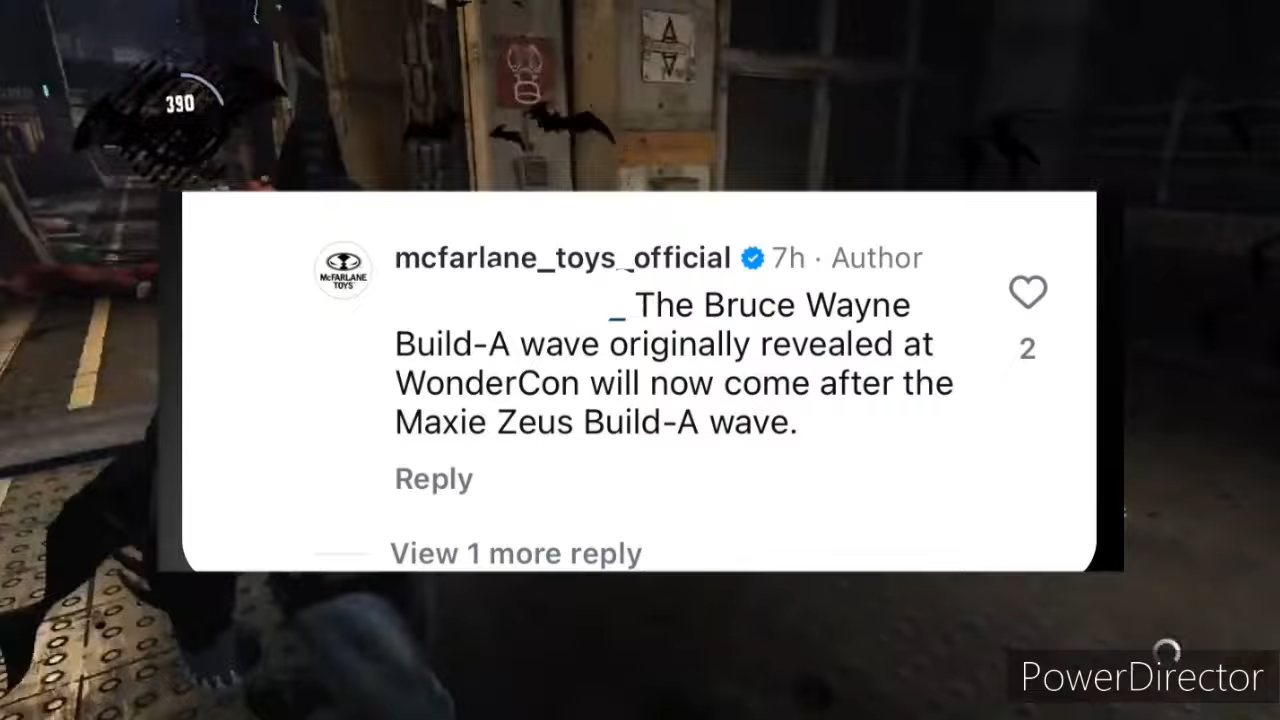 390
mcfarlane_toys_official 7h · Author
McFARLANE
TOYS
_ The Bruce Wayne
Build-A wave originally revealed at
WonderCon will now come after the
Maxie Zeus Build-A wave.
2
Reply
View 1 more reply
PowerDirector